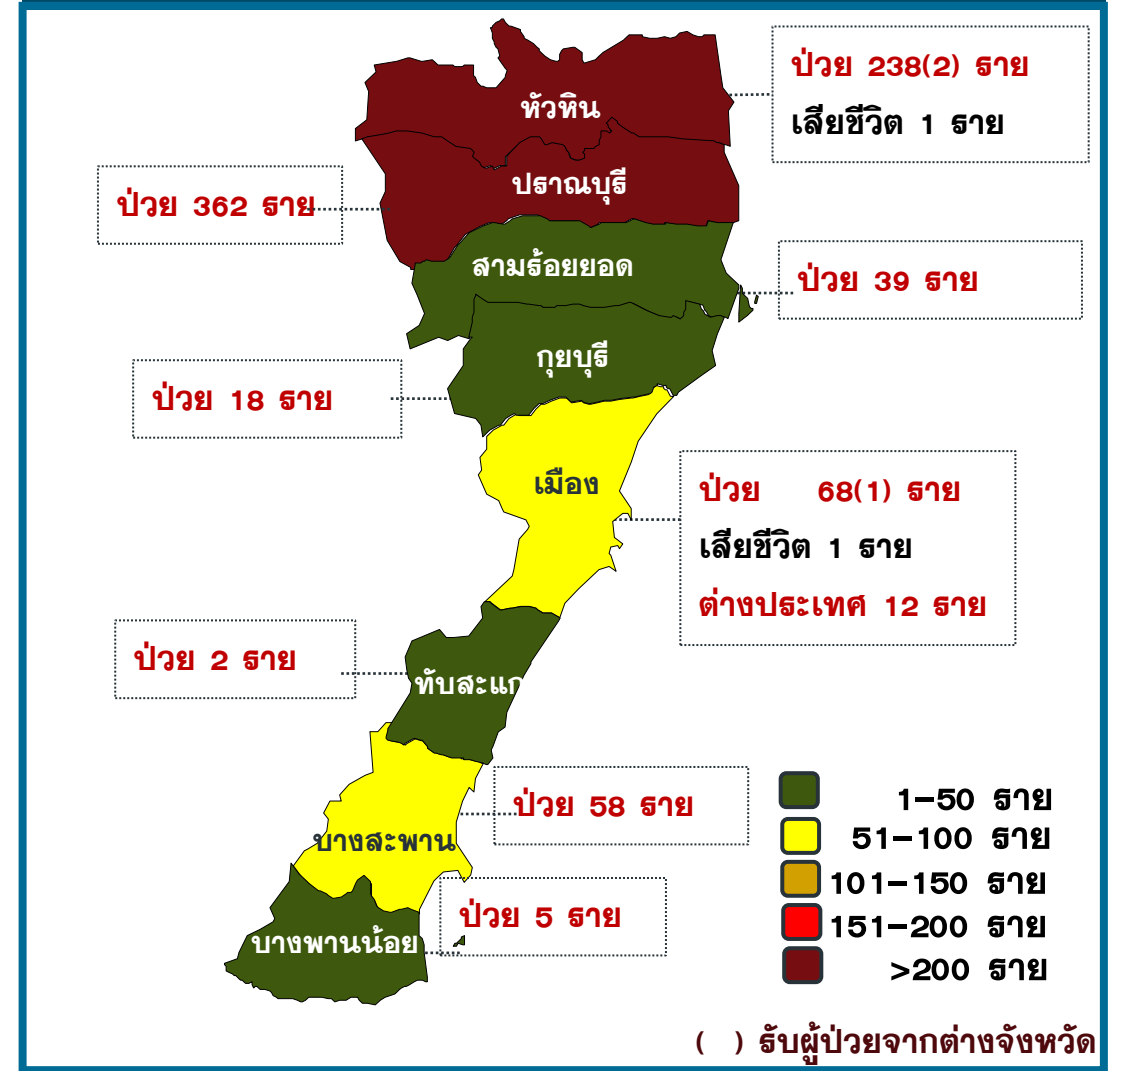 หัวหิน
ป่วย 238(2) ราย
เสียชีวิต 1 ราย
ปราณบุรี
ป่วย 362 ราย
สามร้อยยอด
ป่วย 39 ราย
กุยบุรี
ป่วย 18 ราย
เมือง
ป่วย 68(1) ราย
เสียชีวิต 1 ราย
ต่างประเทศ 12 ราย
ป่วย 2 ราย
ทับสะแก
ป่วย 58 ราย
บางสะพาน
ป่วย 5 ราย
บางพานน้อย
1-50 ราย
51-100 ราย
101-150 ราย
151-200 ราย
>200 ราย
( ) รับผู้ป่วยจากต่างจังหวัด